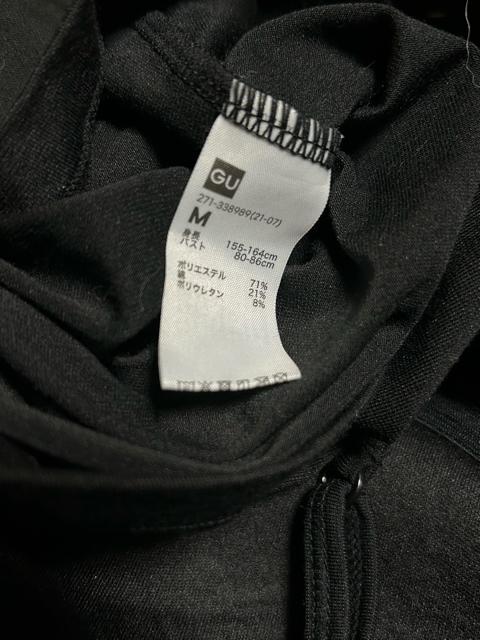 GU
271-338989(21-07)
M
身長 155-164cm
バスト 80-86cm
ポリエステル 71%
綿 21%
ポリウレタン 8%